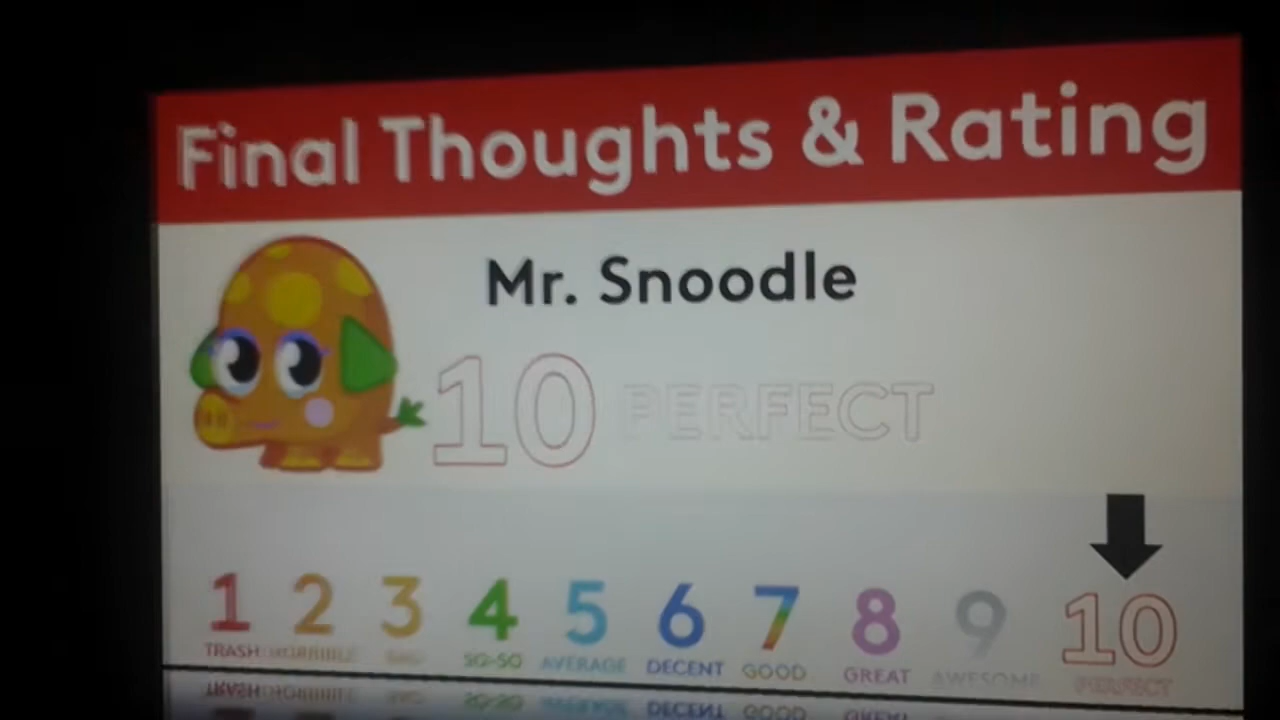 Final Thoughts & Rating
Mr. Snoodle
10 PERFECT
1 2 3 4 5 6 7 8 9 10
TRASH HORRIBLE BAD SO-SO AVERAGE DECENT GOOD GREAT AWESOME PERFECT